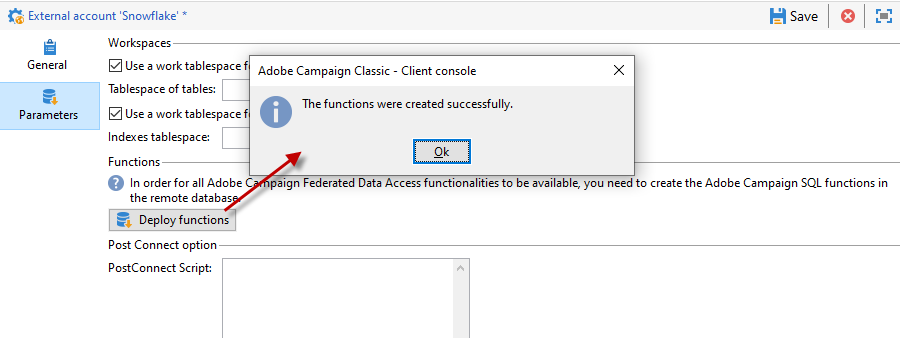 External account 'Snowflake' *
Save
General
Parameters
Workspaces
Use a work tablespace
Tablespace of tables:
Use a work tablespace
Indexes tablespace:
Adobe Campaign Classic - Client console
The functions were created successfully.
Ok
Functions
In order for all Adobe Campaign Federated Data Access functionalities to be available, you need to create the Adobe Campaign SQL functions in
the remote database.
Deploy functions
Post Connect option
PostConnect Script: